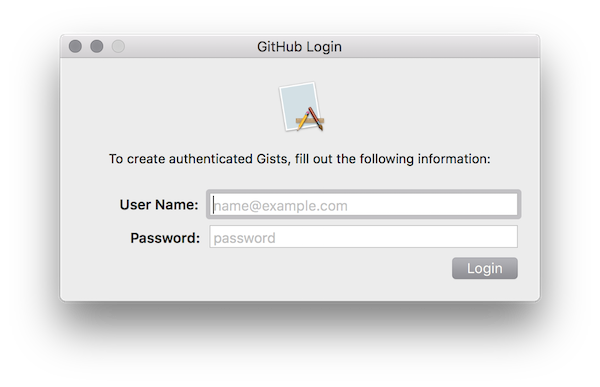 GitHub Login
To create authenticated Gists, fill out the following information:
User Name: name@example.com
Password: password
Login